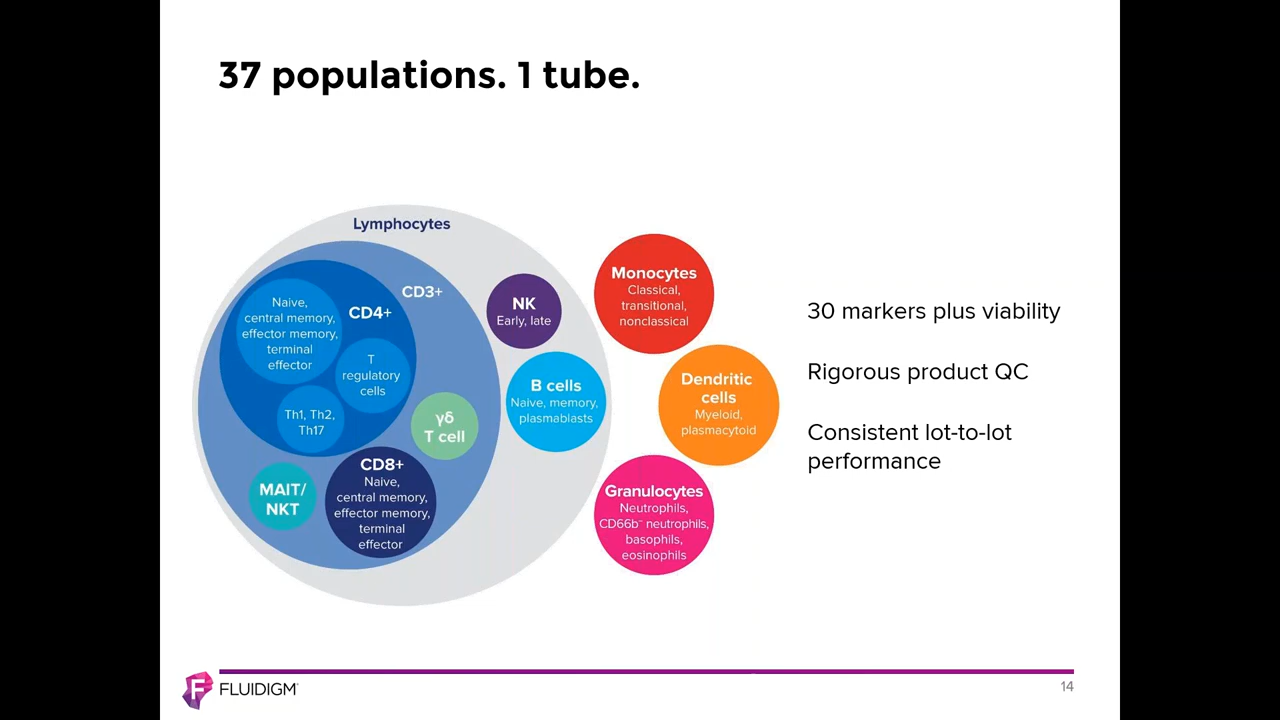 37 populations. 1 tube.
Lymphocytes
CD3+
CD4+
Naive,
central memory,
effector memory,
terminal
effector
T
regulatory
cells
Th1, Th2,
Th17
γδ
T cell
MAIT/
NKT
CD8+
Naive,
central memory,
effector memory,
terminal
effector
NK
Early, late
B cells
Naive, memory,
plasmablasts
Monocytes
Classical,
transitional,
nonclassical
Dendritic
cells
Myeloid,
plasmacytoid
Granulocytes
Neutrophils,
CD66b⁻ neutrophils,
basophils,
eosinophils
30 markers plus viability
Rigorous product QC
Consistent lot-to-lot
performance
F FLUIDIGM
14